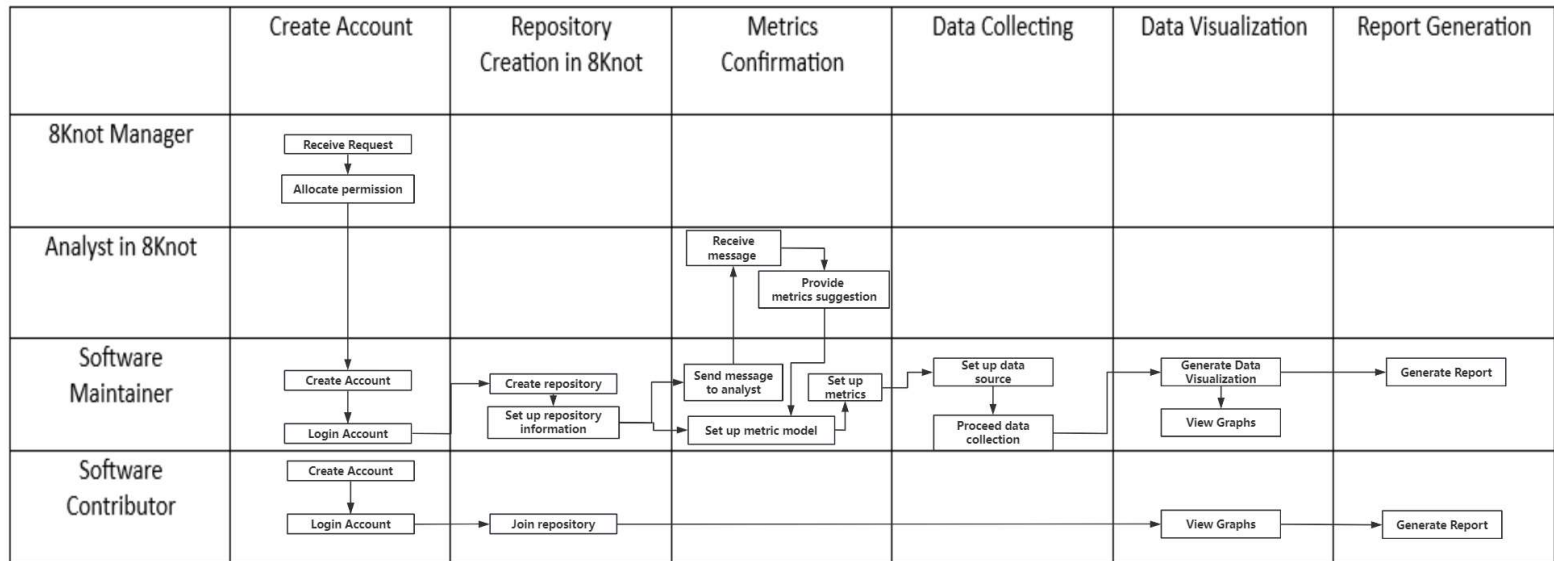 Create Account
Repository
Creation in 8Knot
Metrics
Confirmation
Data Collecting
Data Visualization
Report Generation
8Knot Manager
Receive Request
Allocate permission
Analyst in 8Knot
Receive
message
Provide
metrics suggestion
Software
Maintainer
Create Account
Login Account
Create repository
Set up repository
information
Send message
to analyst
Set up metric model
Set up
metrics
Set up data
source
Proceed data
collection
Generate Data
Visualization
View Graphs
Generate Report
Software
Contributor
Create Account
Login Account
Join repository
View Graphs
Generate Report